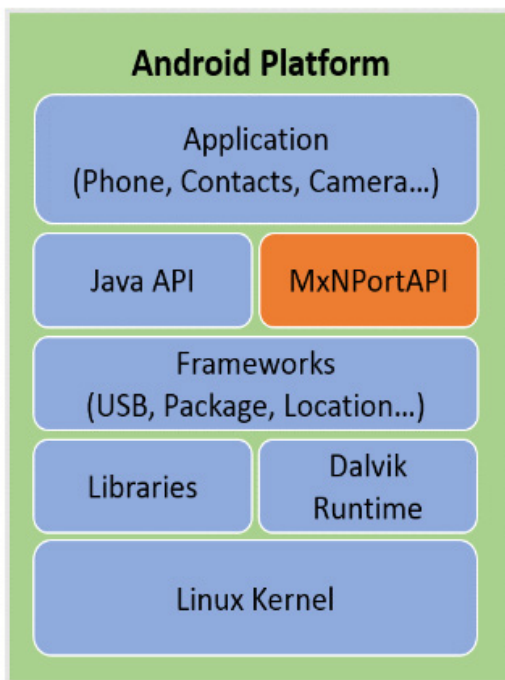 Android Platform
Application
(Phone, Contacts, Camera...)
Java API
MxNPortAPI
Frameworks
(USB, Package, Location...)
Libraries
Dalvik
Runtime
Linux Kernel